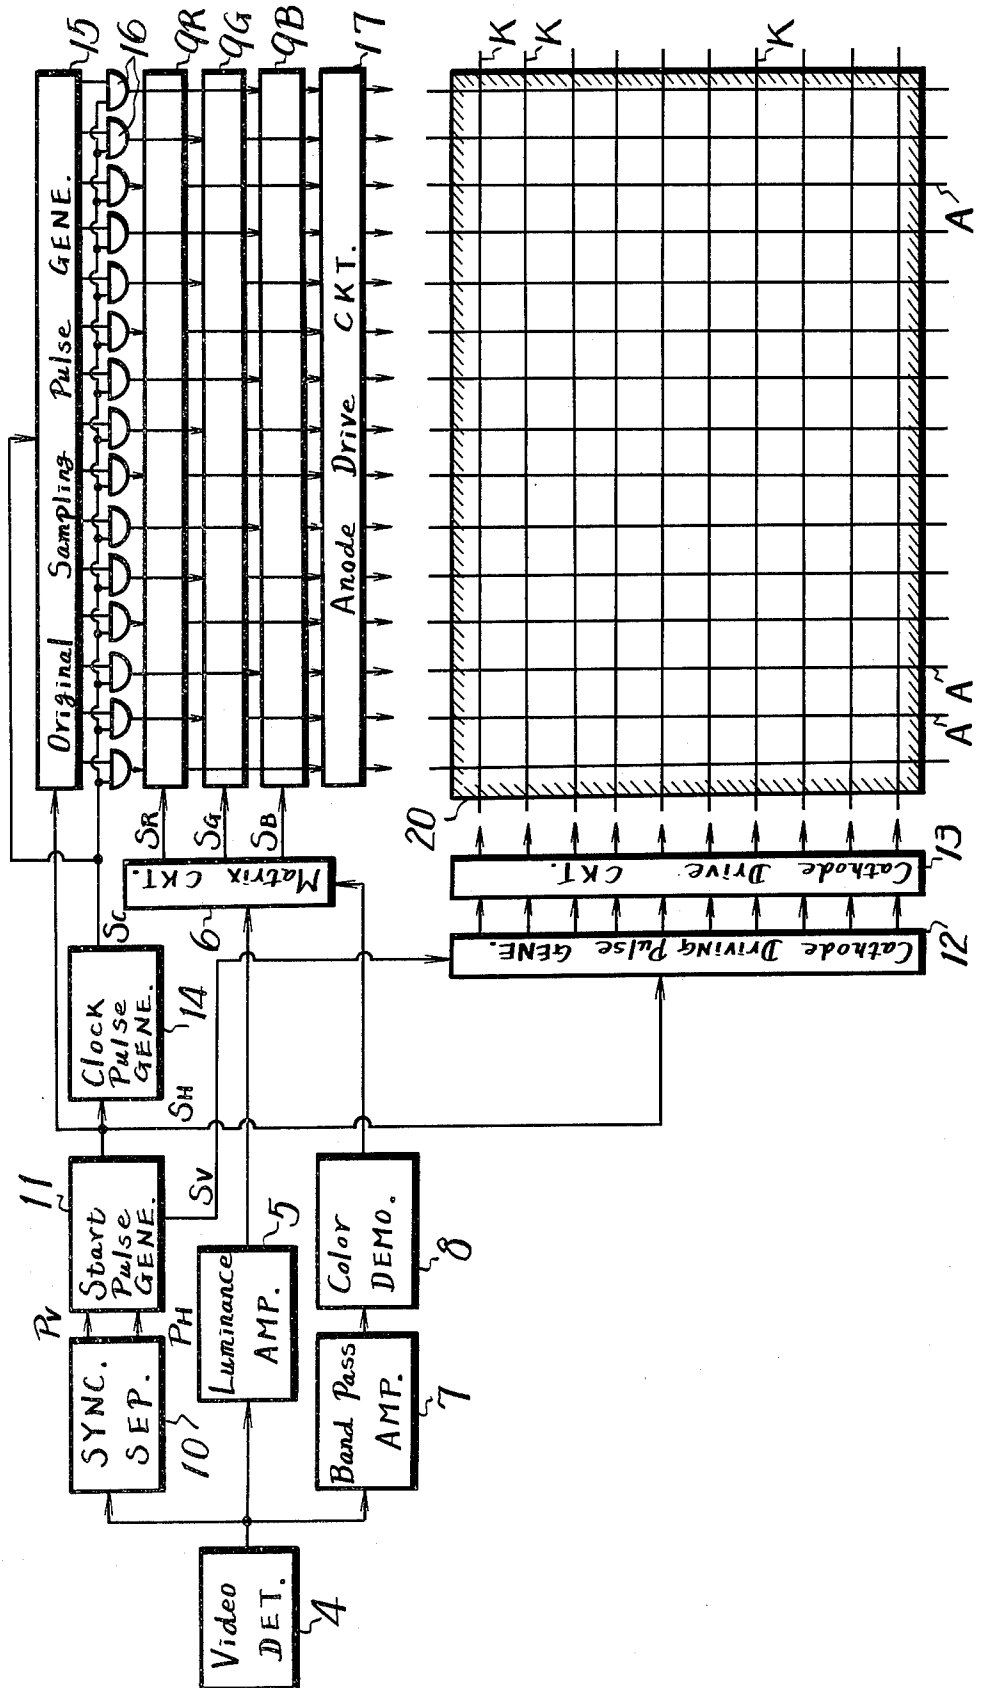 Video
DET.
4
SYNC.
SEP.
10
PV
PH
Start
Pulse
GENE.
11
Luminance
AMP.
5
Band Pass
AMP.
7
Color
DEMO.
8
SV
SH
Clock
Pulse
GENE.
14
SC
Matrix
CKT.
6
SR
SG
SB
Original Sampling Pulse GENE.
15
16
9R
9G
9B
Anode Drive CKT.
17
Cathode Driving Pulse GENE.
12
Cathode Drive CKT.
13
20
K
K
K
A
A
A